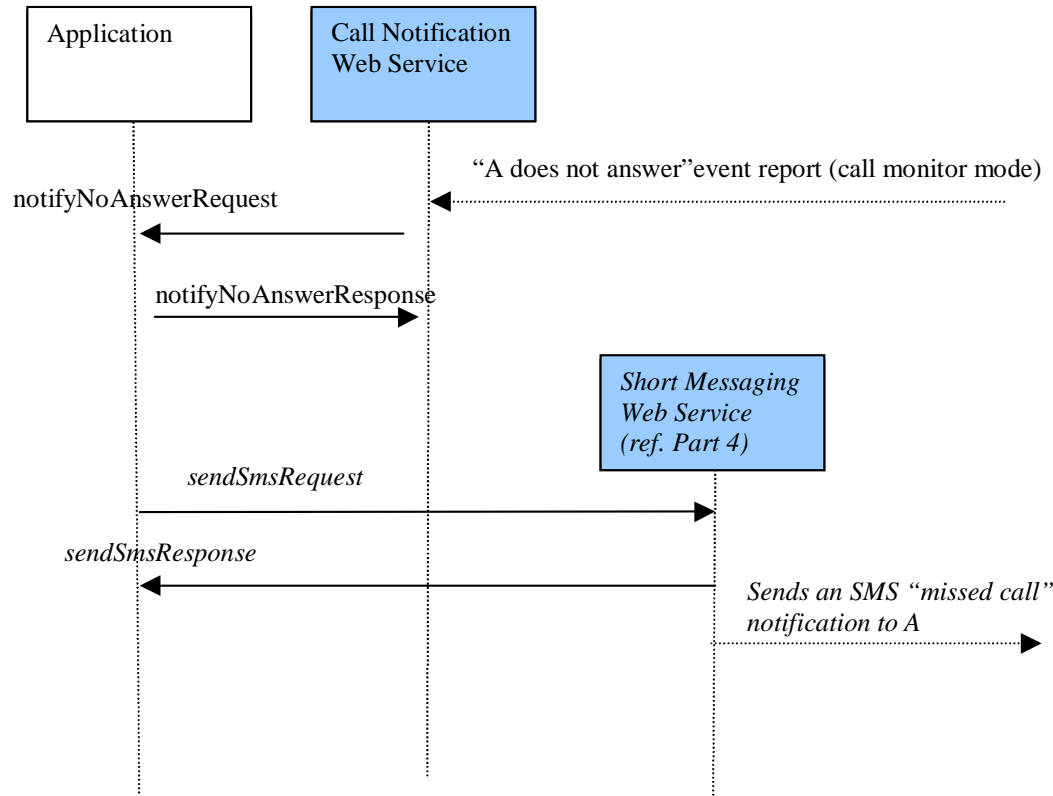 Application
Call Notification
Web Service
“A does not answer”event report (call monitor mode)
notifyNoAnswerRequest
notifyNoAnswerResponse
Short Messaging
Web Service
(ref. Part 4)
sendSmsRequest
sendSmsResponse
Sends an SMS “missed call”
notification to A